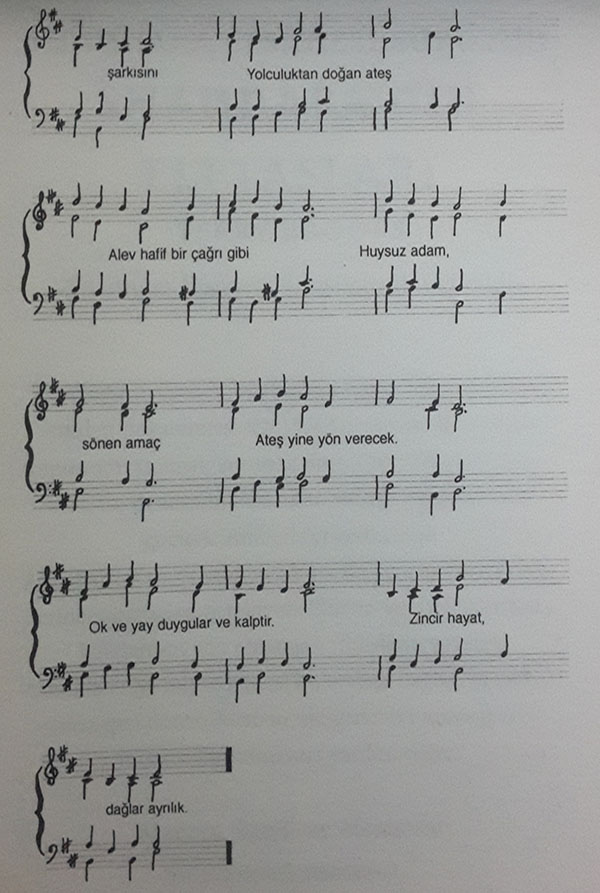 şarkısını Yolculuktan doğan ateş
Alev hafif bir çağrı gibi Huysuz adam,
sönen amaç Ateş yine yön verecek.
Ok ve yay duygular ve kalptir. Zincir hayat,
dağlar ayrılık.